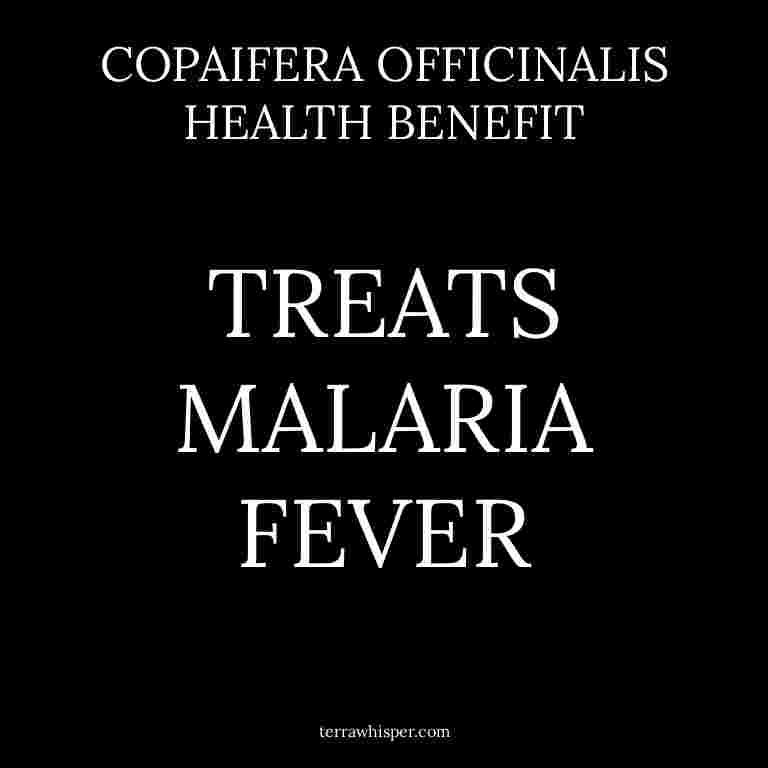 COPAIFERA OFFICINALIS
HEALTH BENEFIT
TREATS
MALARIA
FEVER
terrawhisper.com